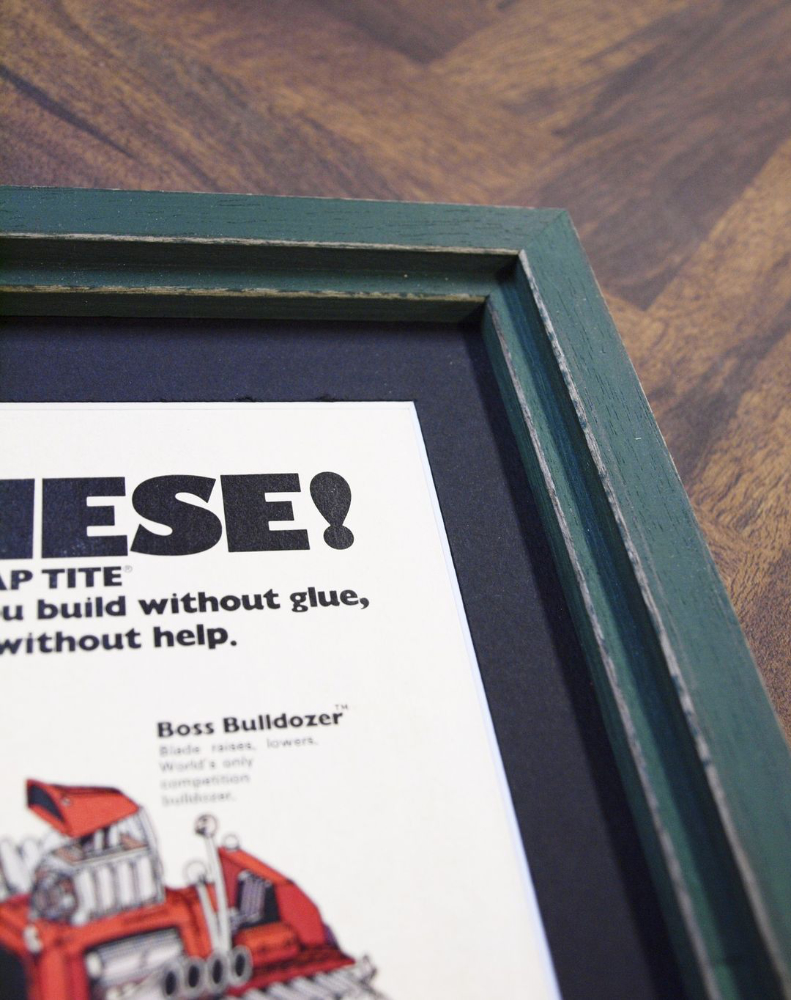 HESE!
AP TITE®
u build without glue,
without help.
Boss Bulldozer™
Blade raises, lowers.
World's only
competition
bulldozer.